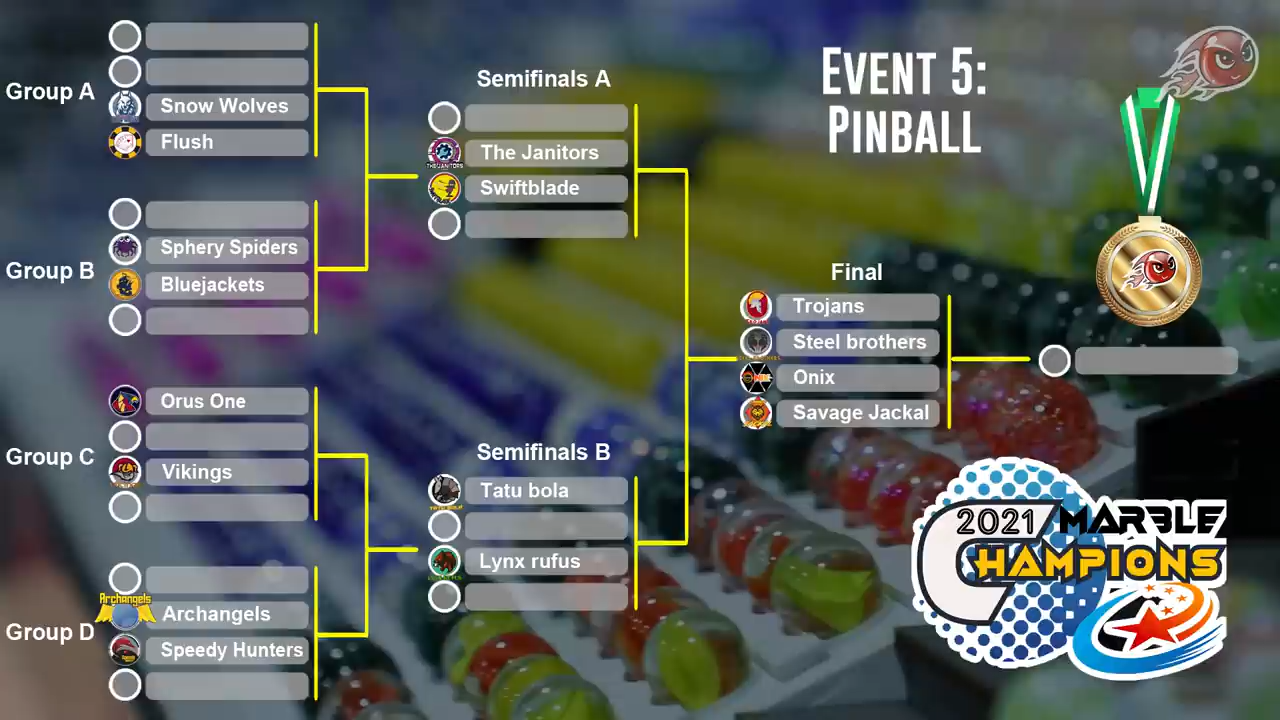 Group A
Snow Wolves
Flush
Group B
Sphery Spiders
Bluejackets
Group C
Orus One
Vikings
Group D
Archangels
Archangels
Speedy Hunters
Semifinals A
The Janitors
THE JANITORS
Swiftblade
Semifinals B
Tatu bola
Lynx rufus
Final
Trojans
Steel brothers
Onix
Savage Jackal
EVENT 5:
PINBALL
2021 MARBLE
CHAMPIONS